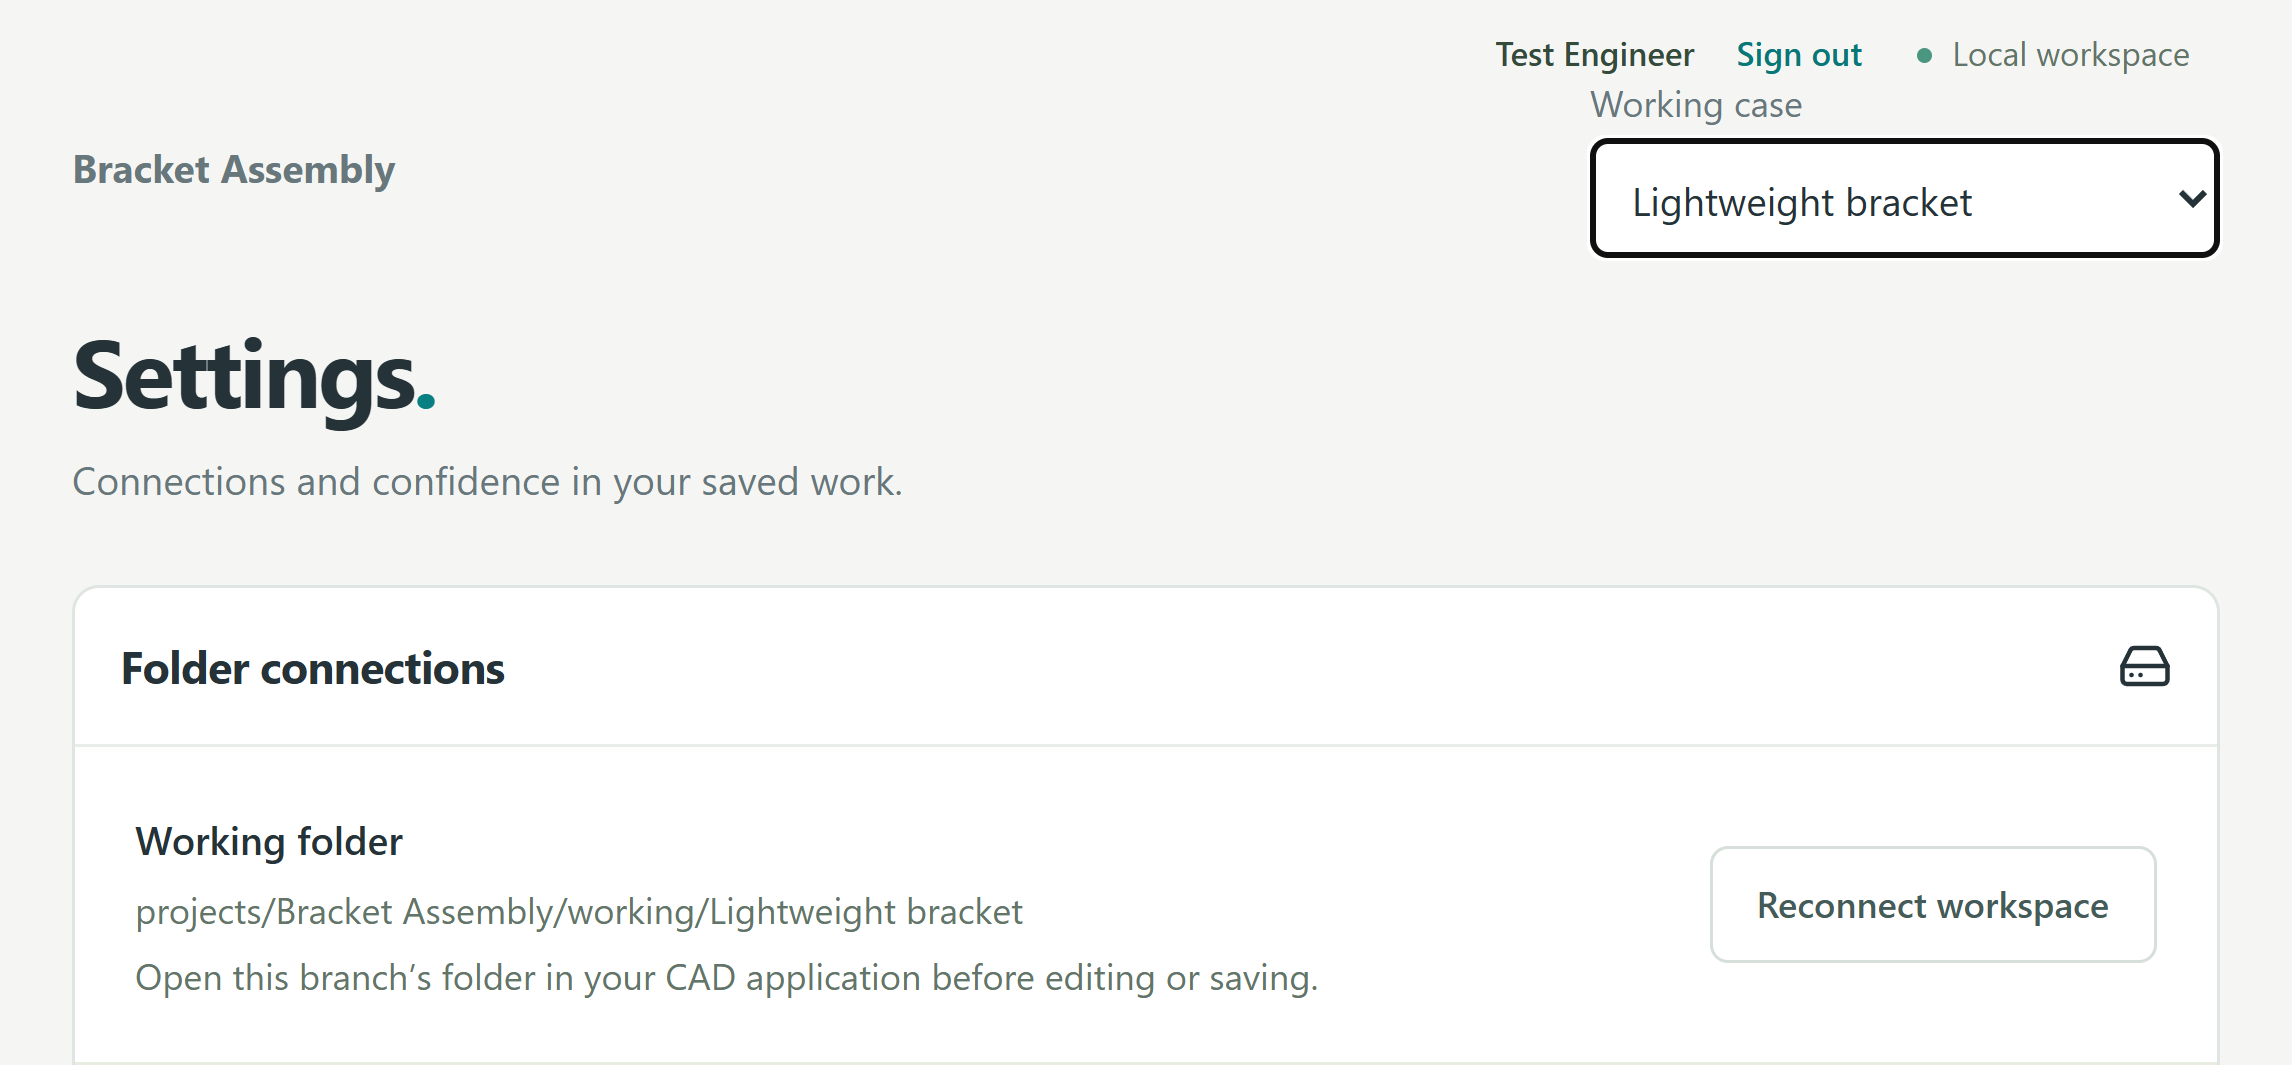 Test Engineer Sign out Local workspace
Working case
Bracket Assembly
Lightweight bracket
Settings.
Connections and confidence in your saved work.
Folder connections
Working folder
projects/Bracket Assembly/working/Lightweight bracket
Open this branch’s folder in your CAD application before editing or saving.
Reconnect workspace